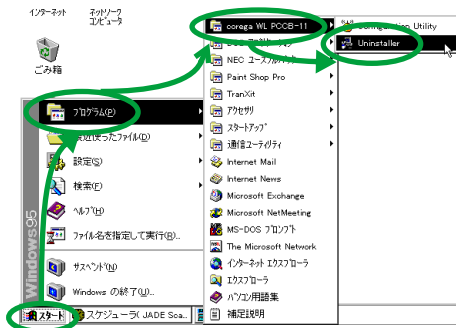 インターネット
ネットワーク
コンピュータ
ごみ箱
プログラム(P)
最近使ったファイル(D)
設定(S)
検索(F)
ヘルプ(H)
ファイル名を指定して実行(R)...
サスペンド(N)
Windows の終了(U)...
Windows95
スタート
スケジューラ( JADE Sca...
corega WL PCCB-11
NEC ユースフルパック
Paint Shop Pro
TranXit
アクセサリ
スタートアップ
通信ユーティリティ
Internet Mail
Internet News
Microsoft Exchange
Microsoft NetMeeting
MS-DOS プロンプト
The Microsoft Network
インターネット エクスプローラ
エクスプローラ
パソコン用語集
補足説明
Configuration Utility
Uninstaller